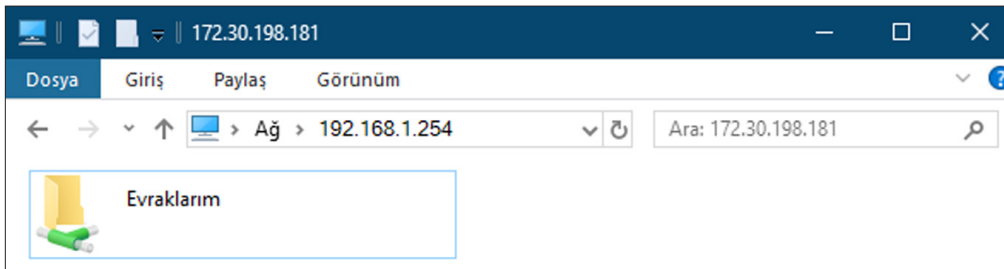 172.30.198.181
Dosya Giriş Paylaş Görünüm ?
Ağ > 192.168.1.254 Ara: 172.30.198.181
Evraklarım